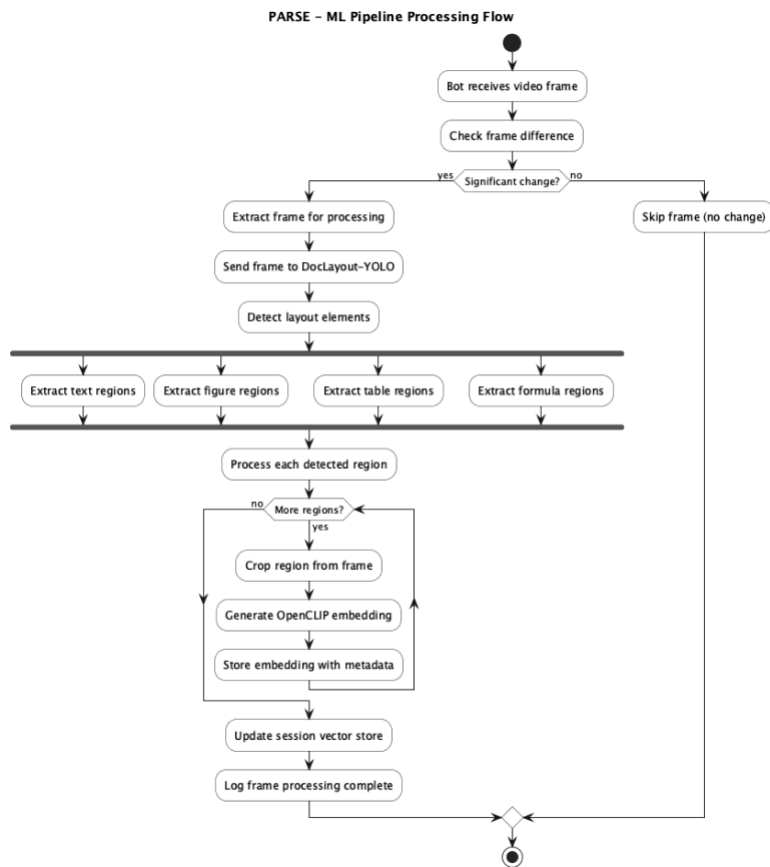 PARSE - ML Pipeline Processing Flow
Bot receives video frame
Check frame difference
yes
Significant change?
no
Extract frame for processing
Skip frame (no change)
Send frame to DocLayout-YOLO
Detect layout elements
Extract text regions
Extract figure regions
Extract table regions
Extract formula regions
Process each detected region
no
More regions?
yes
Crop region from frame
Generate OpenCLIP embedding
Store embedding with metadata
Update session vector store
Log frame processing complete